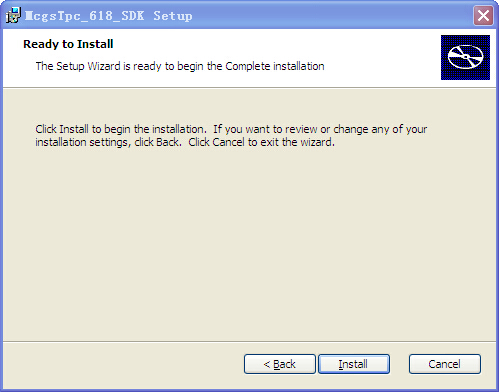 McgsTpc_618_SDK Setup
Ready to Install
The Setup Wizard is ready to begin the Complete installation
Click Install to begin the installation. If you want to review or change any of your
installation settings, click Back. Click Cancel to exit the wizard.
< Back
Install
Cancel